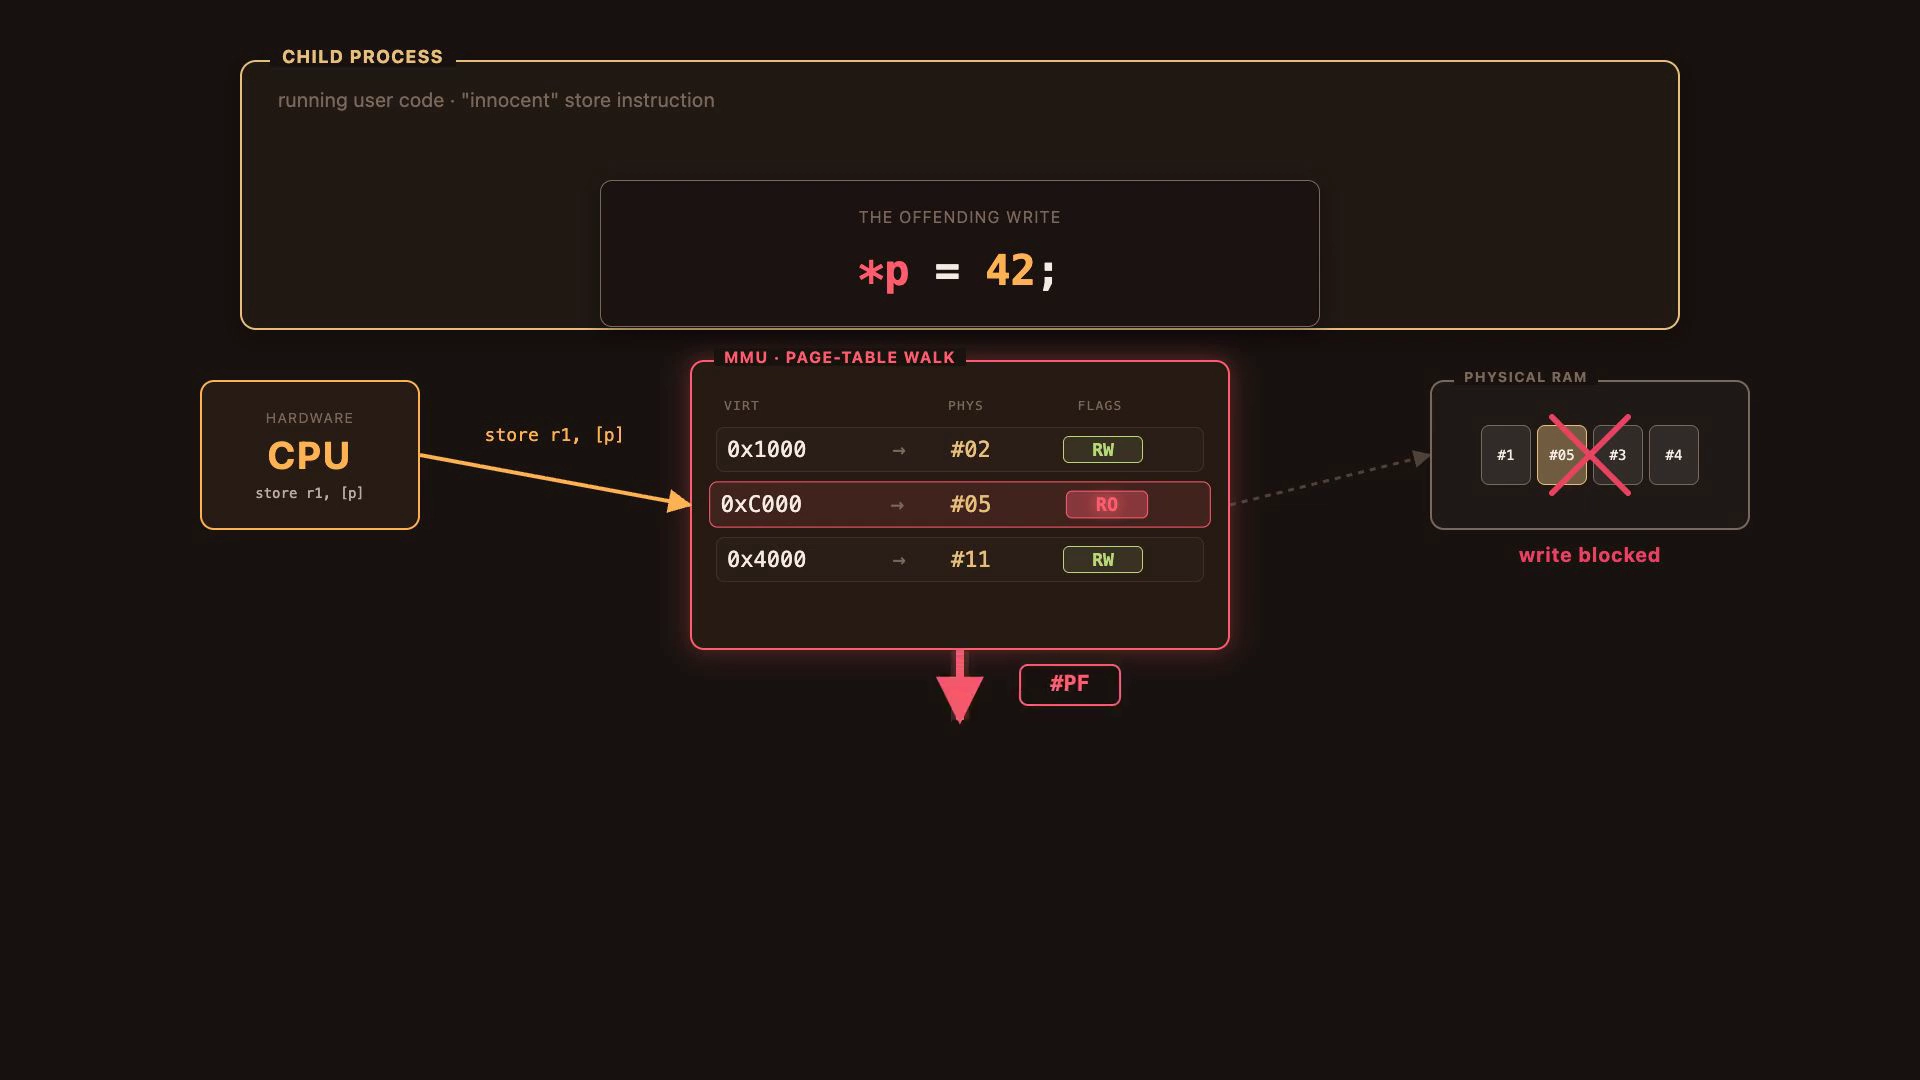 CHILD PROCESS
running user code · "innocent" store instruction
THE OFFENDING WRITE
*p = 42;
HARDWARE
CPU
store r1, [p]
store r1, [p]
MMU · PAGE-TABLE WALK
VIRT PHYS FLAGS
0x1000 → #02 RW
0xC000 → #05 RO
0x4000 → #11 RW
#PF
PHYSICAL RAM
#1 #05 #3 #4
write blocked